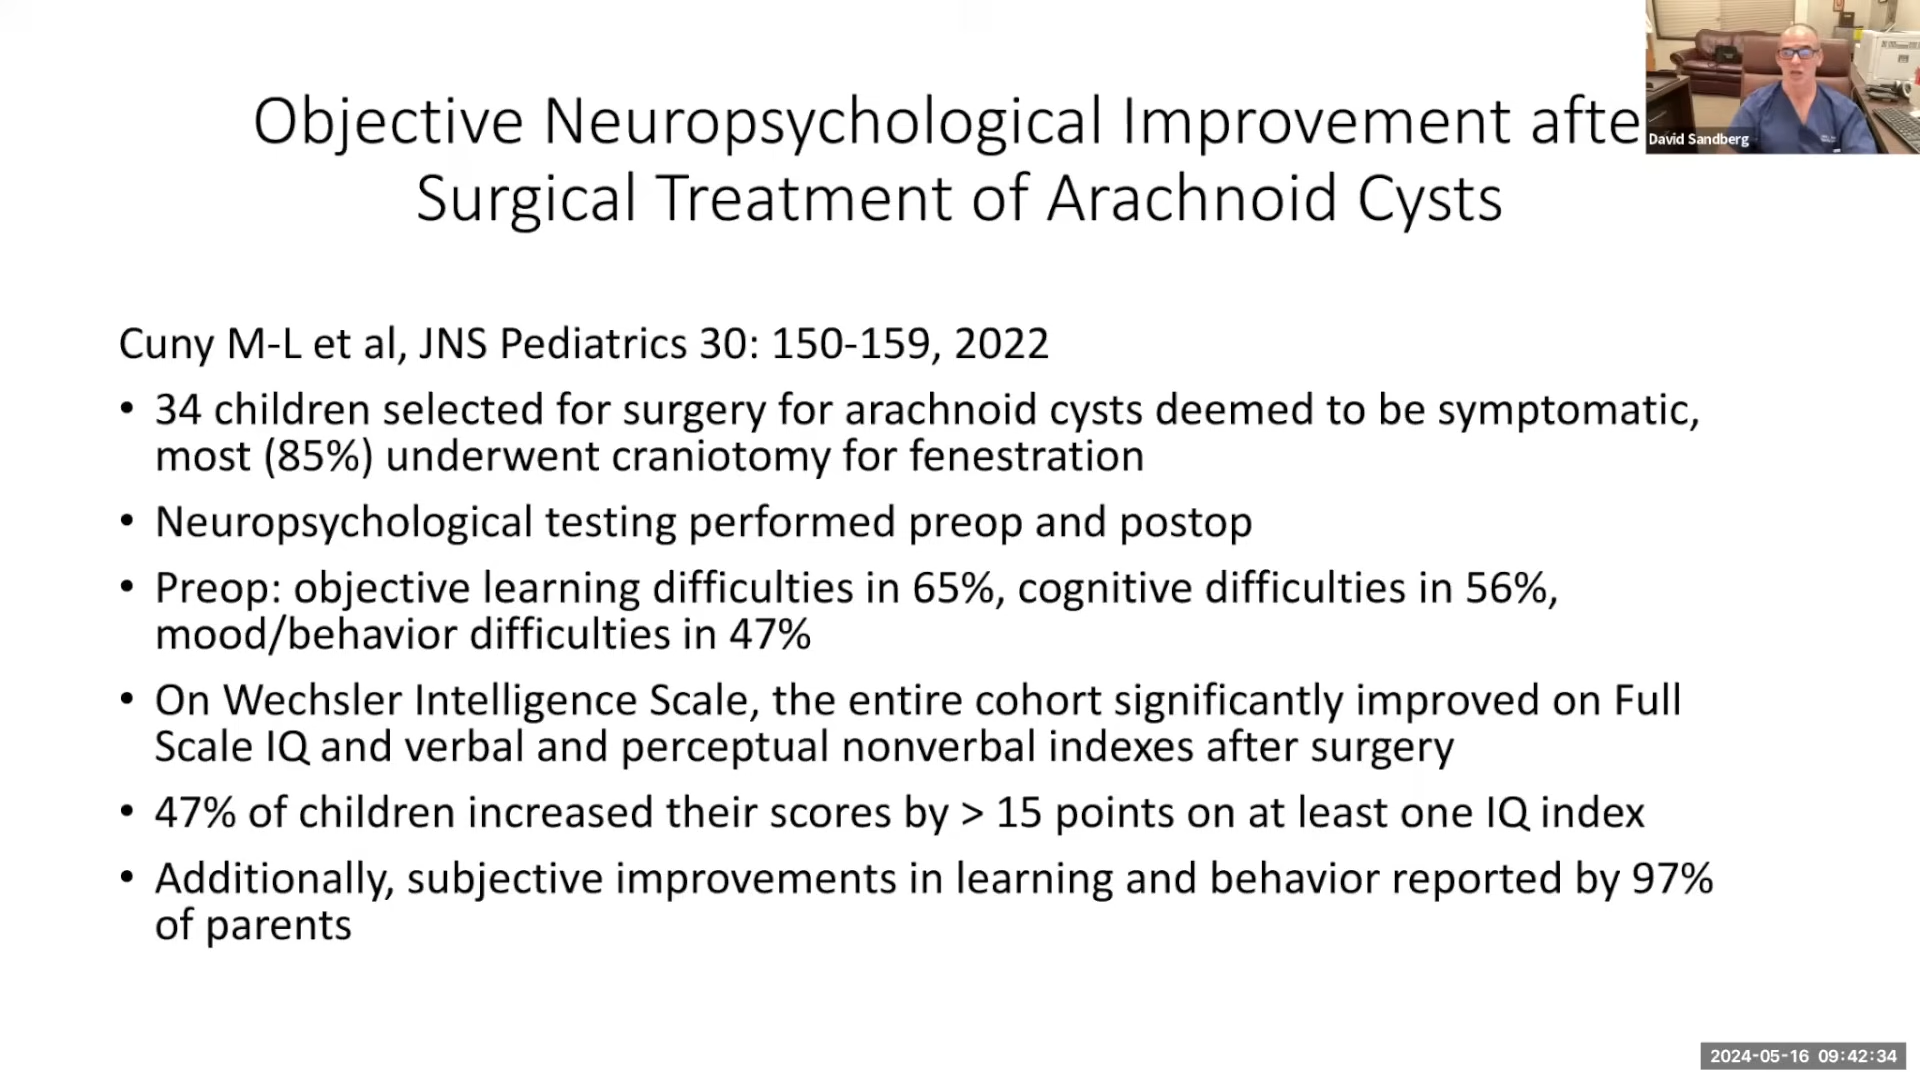 Objective Neuropsychological Improvement afte
Surgical Treatment of Arachnoid Cysts
David Sandberg
Cuny M-L et al, JNS Pediatrics 30: 150-159, 2022
• 34 children selected for surgery for arachnoid cysts deemed to be symptomatic,
most (85%) underwent craniotomy for fenestration
• Neuropsychological testing performed preop and postop
• Preop: objective learning difficulties in 65%, cognitive difficulties in 56%,
mood/behavior difficulties in 47%
• On Wechsler Intelligence Scale, the entire cohort significantly improved on Full
Scale IQ and verbal and perceptual nonverbal indexes after surgery
• 47% of children increased their scores by > 15 points on at least one IQ index
• Additionally, subjective improvements in learning and behavior reported by 97%
of parents
2024-05-16 09:42:34